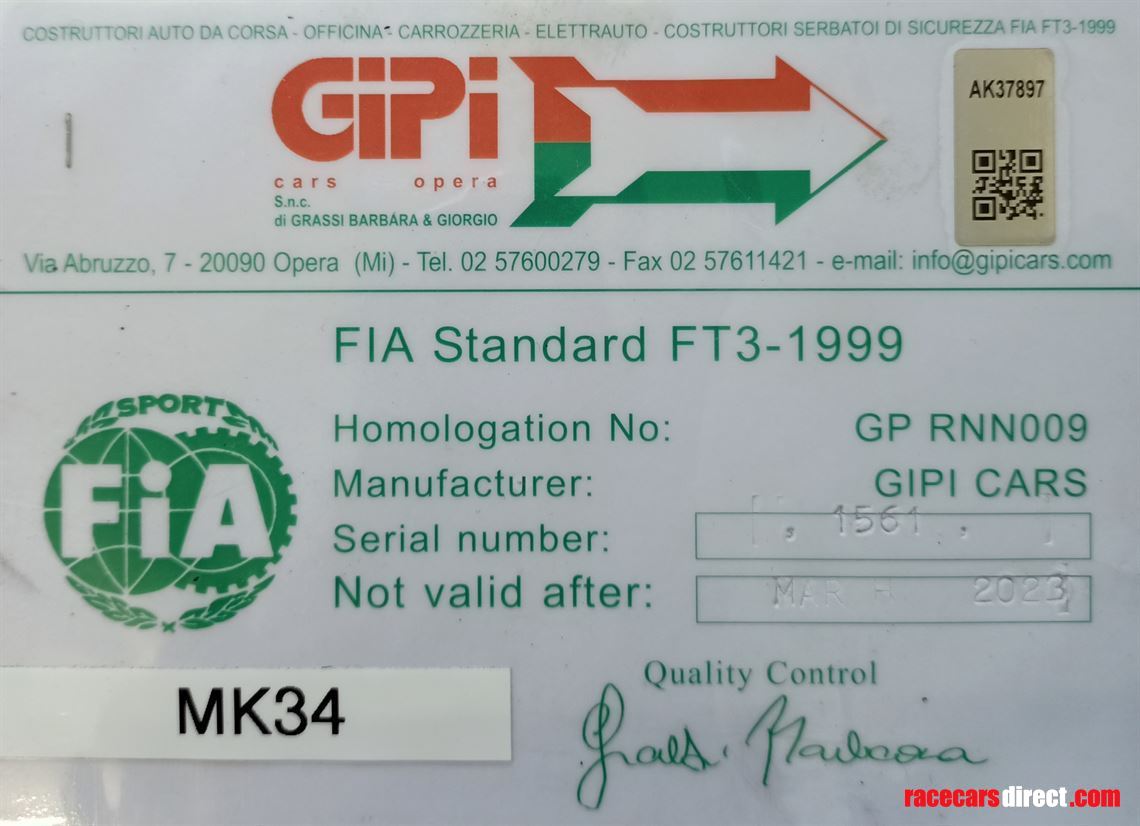 COSTRUTTORI AUTO DA CORSA - OFFICINA - CARROZZERIA - ELETTRAUTO - COSTRUTTORI SERBATOI DI SICUREZZA FIA FT3-1999
AK37897
GiPi
cars opera
S.n.c.
di GRASSI BARBARA & GIORGIO
Via Abruzzo, 7 - 20090 Opera (Mi) - Tel. 02 57600279 - Fax 02 57611421 - e-mail: info@gipicars.com
FIA Standard FT3-1999
SPORT
FiA
Homologation No: GP RNN009
Manufacturer: GIPI CARS
Serial number: 1561
Not valid after: MAR H 2023
Quality Control
MK34
Grassi Barbara
racecarsdirect.com